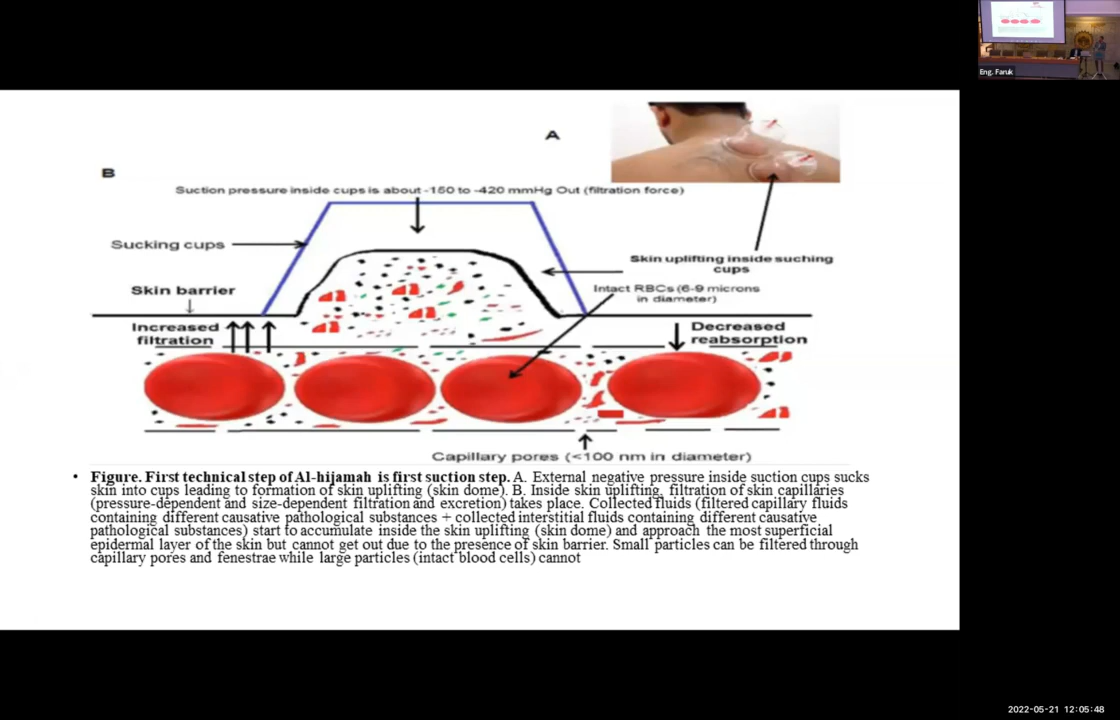 Eng. Faruk
A
B
Suction pressure inside cups is about -150 to -420 mmHg Out (filtration force)
Sucking cups
Skin uplifting inside suching
cups
Skin barrier
Intact RBCs (6-9 microns
in diameter)
Increased
filtration
Decreased
reabsorption
Capillary pores (<100 nm in diameter)
• Figure. First technical step of Al-hijamah is first suction step. A. External negative pressure inside suction cups sucks
skin into cups leading to formation of skin uplifting (skin dome). B. Inside skin uplifting, filtration of skin capillaries
(pressure-dependent and size-dependent filtration and excretion) takes place. Collected fluids (filtered capillary fluids
containing different causative pathological substances + collected interstitial fluids containing different causative
pathological substances) start to accumulate inside the skin uplifting (skin dome) and approach the most superficial
epidermal layer of the skin but cannot get out due to the presence of skin barrier. Small particles can be filtered through
capillary pores and fenestrae while large particles (intact blood cells) cannot
2022-05-21 12:05:48